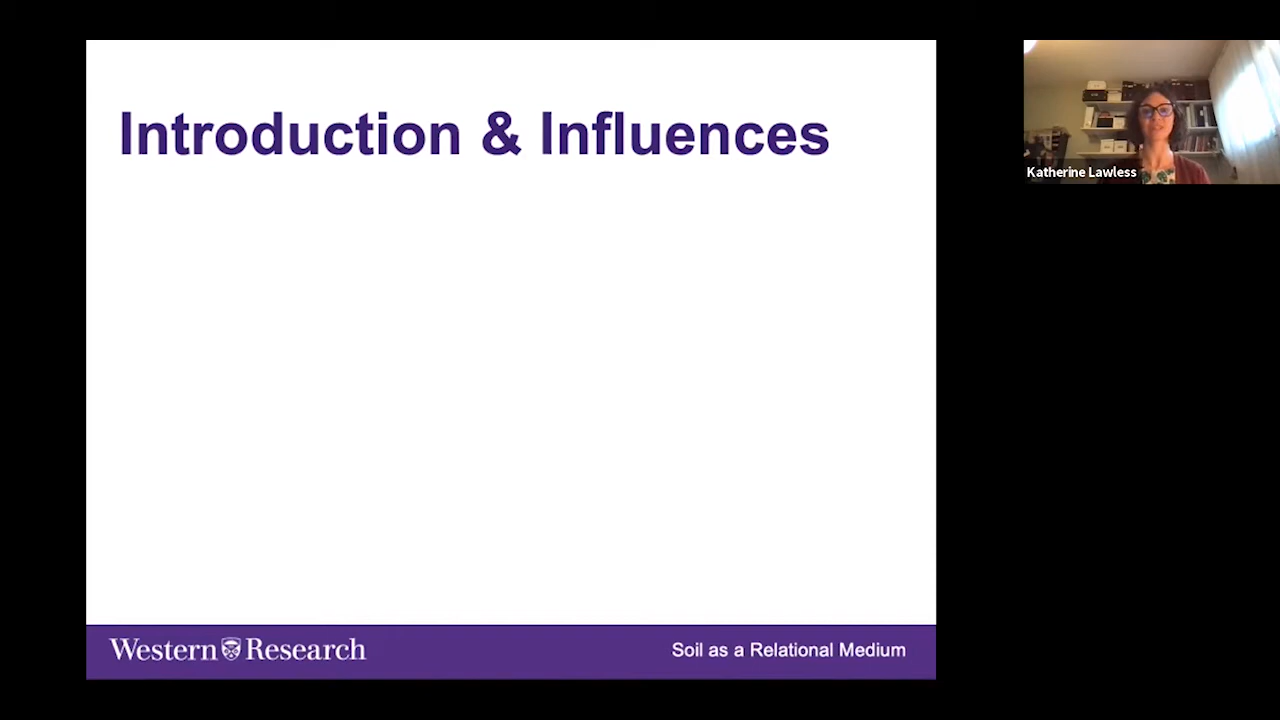 Introduction & Influences
Katherine Lawless
Western Research
Soil as a Relational Medium